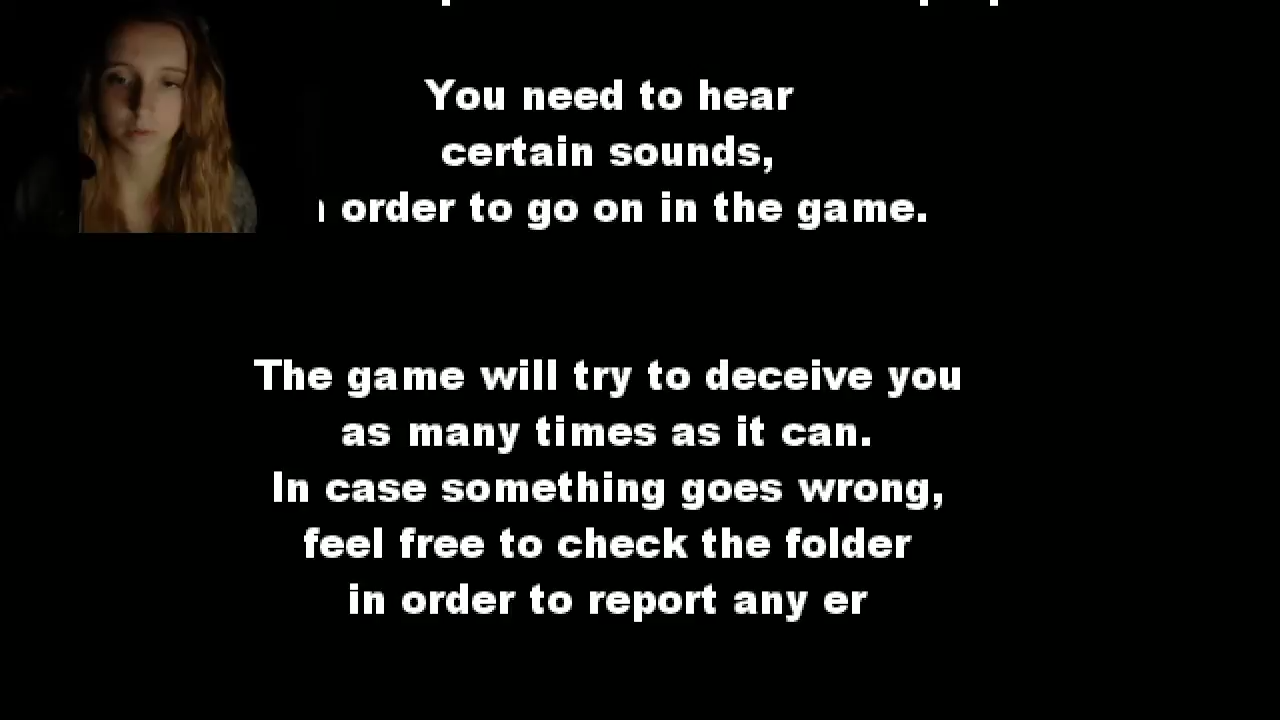 You need to hear
certain sounds,
order to go on in the game.
The game will try to deceive you
as many times as it can.
In case something goes wrong,
feel free to check the folder
in order to report any er